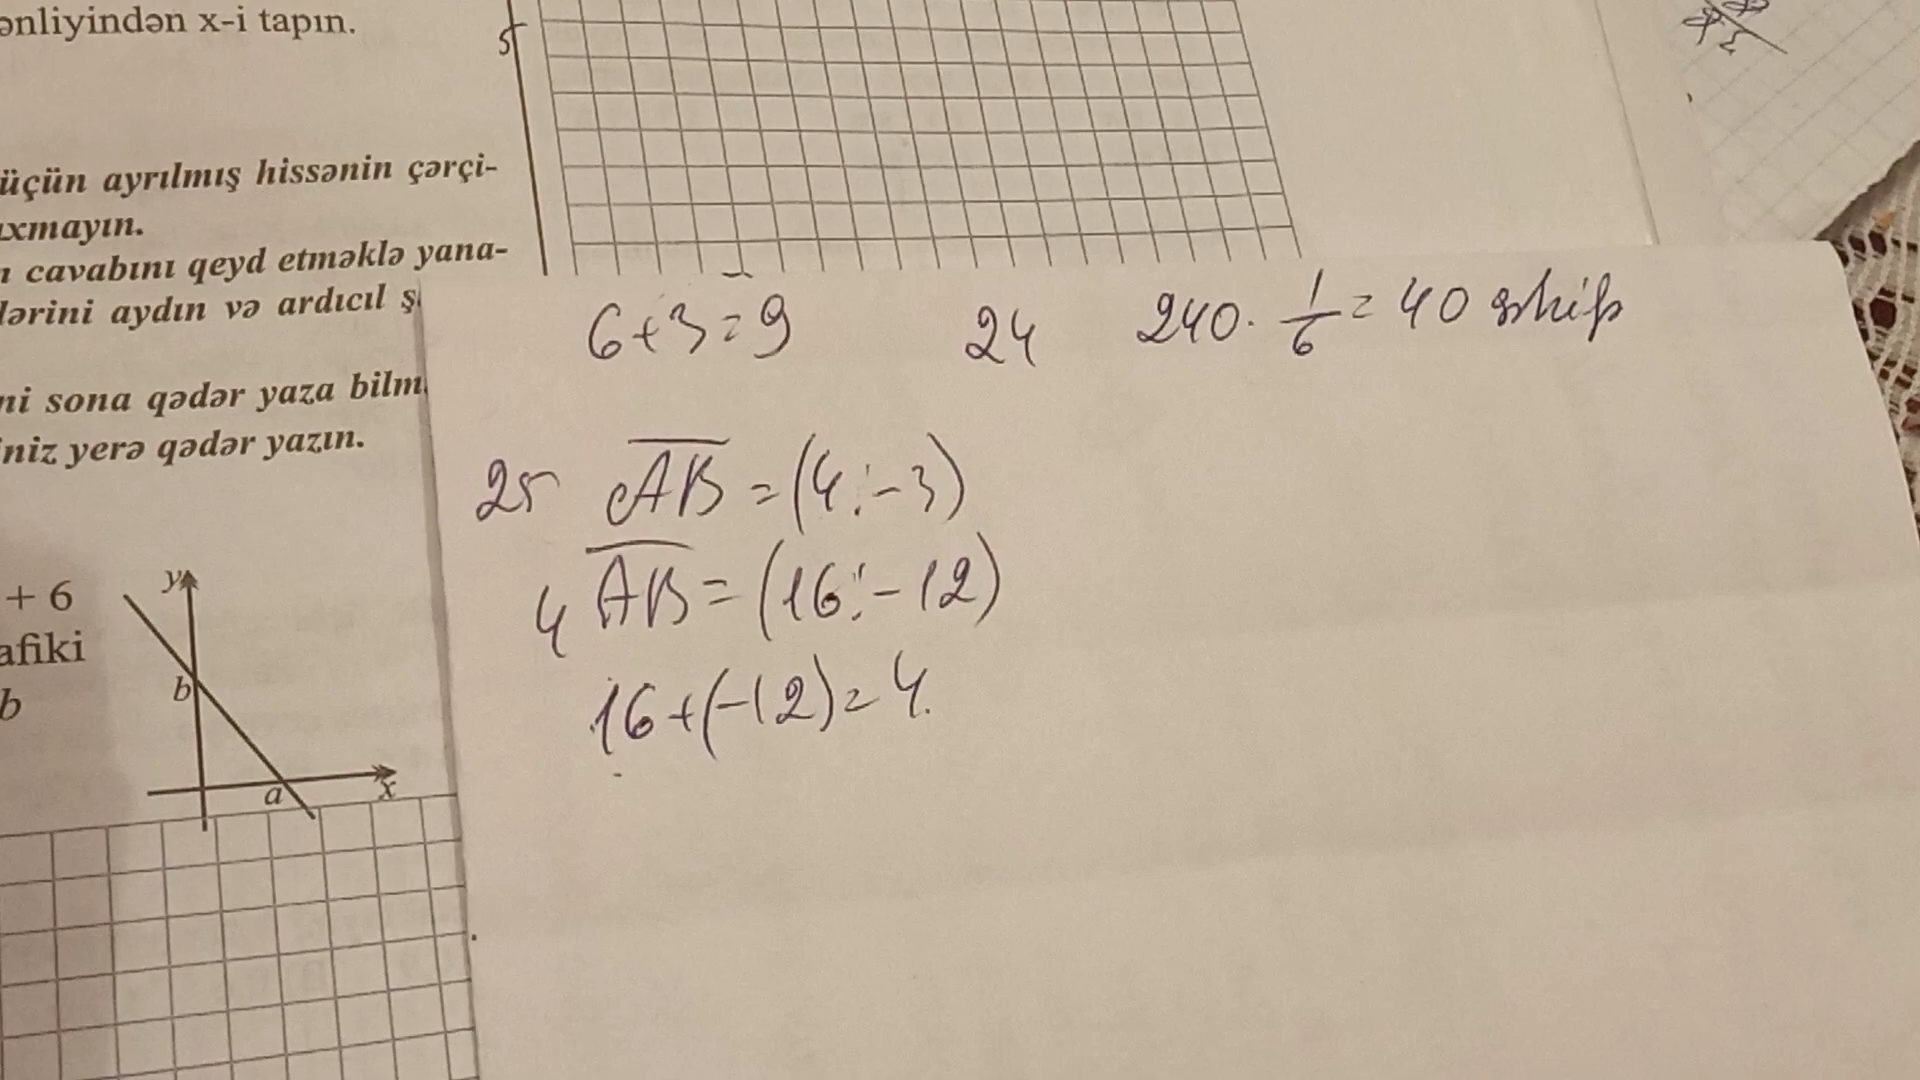 ənliyindən x-i tapın.
5
üçün ayrılmış hissənin çərçi-
ıxmayın.
cavabını qeyd etməklə yana-
lərini aydın və ardıcıl ş
ni sona qədər yaza bilm
iniz yerə qədər yazın.
+ 6
afiki
b
y
b
a
x
6+3=9
24 240 · 1/6 = 40
25 AB = (4; -3)
4 AB = (16; -12)
16+(-12)=4.